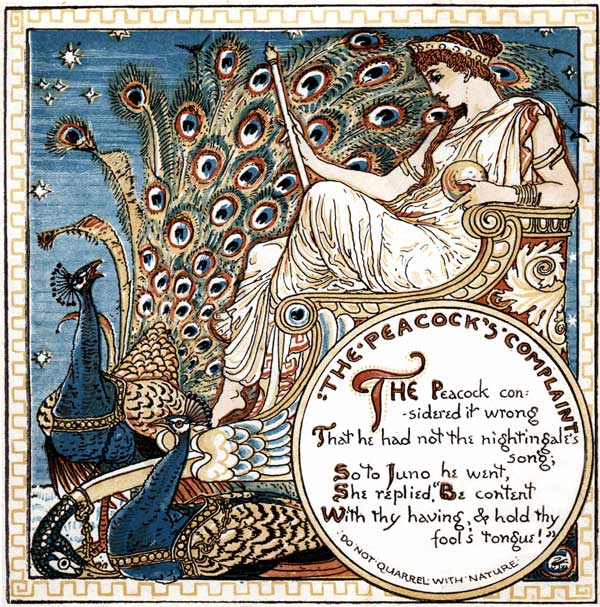 "THE·PEACOCK'S·COMPLAINT
THE Peacock con:
-sidered it wrong
That he had not the nightingale's
song;
So to Juno he went,
She replied, "Be content
With thy having, & hold thy
fool's tongue!"
·DO·NOT·QUARREL·WITH·NATURE·